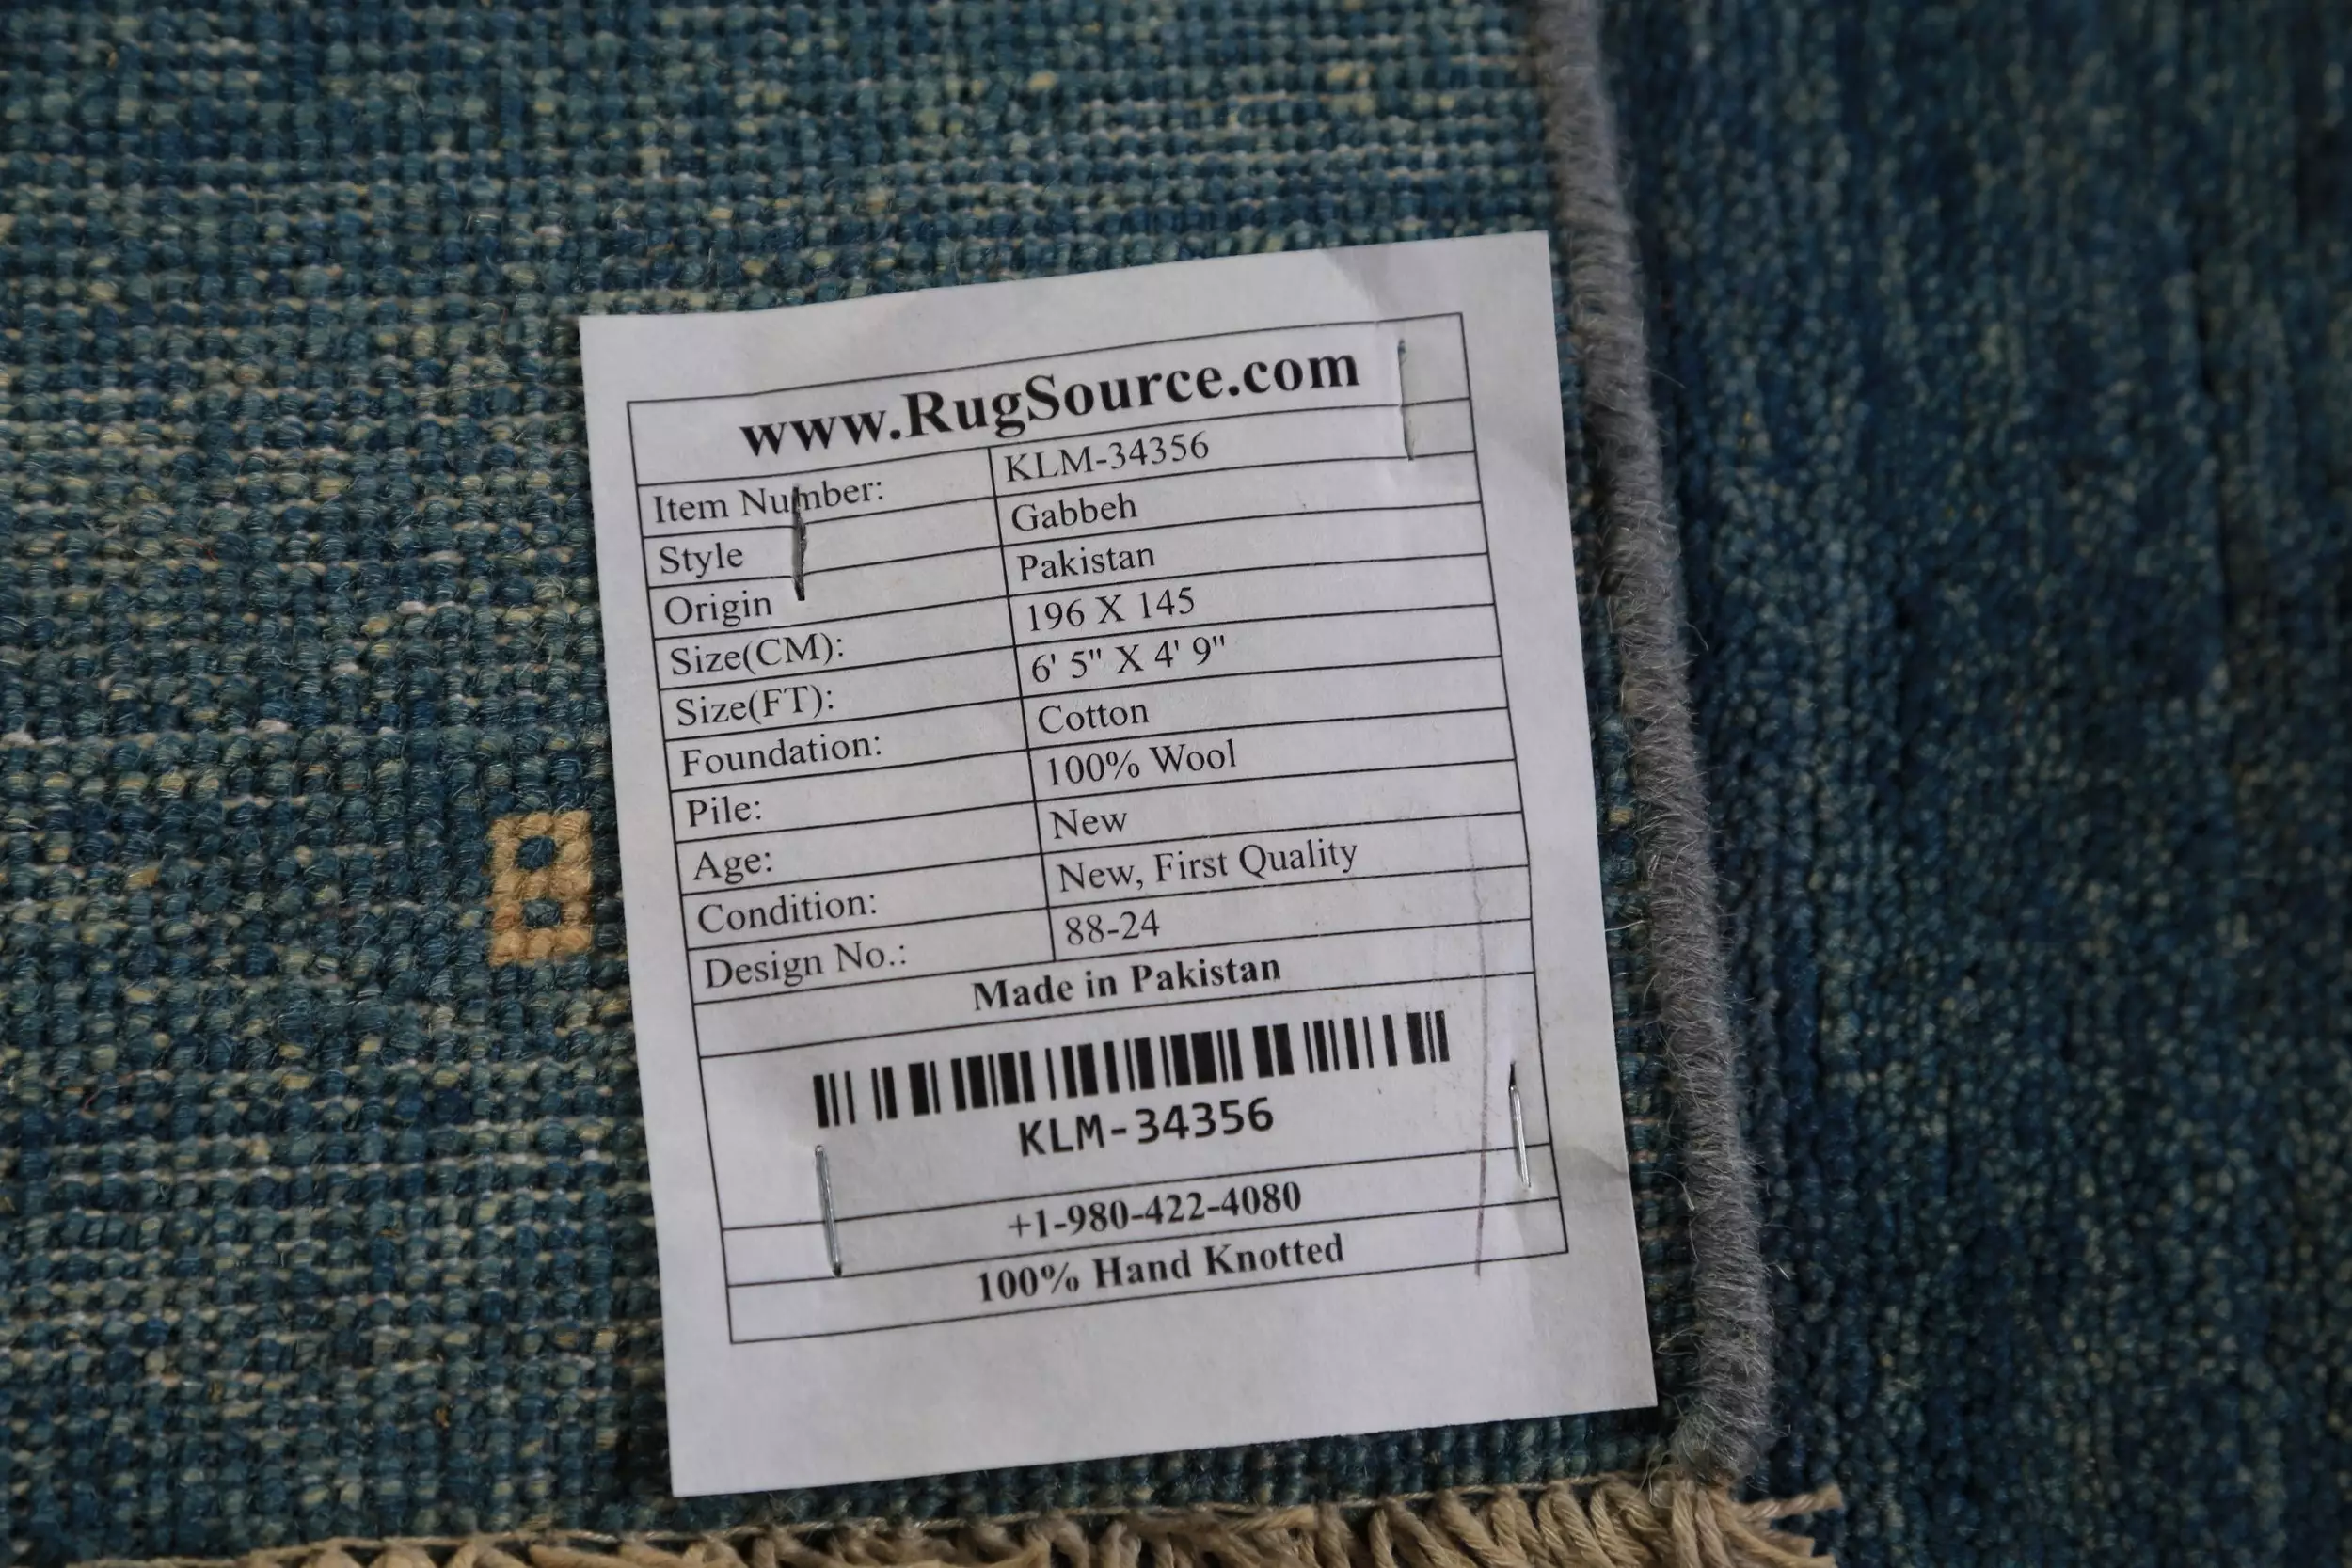 www.RugSource.com
Item Number: KLM-34356
Style Gabbeh
Origin Pakistan
Size(CM): 196 X 145
Size(FT): 6' 5" X 4' 9"
Foundation: Cotton
Pile: 100% Wool
Age: New
Condition: New, First Quality
Design No.: 88-24
Made in Pakistan
KLM-34356
+1-980-422-4080
100% Hand Knotted